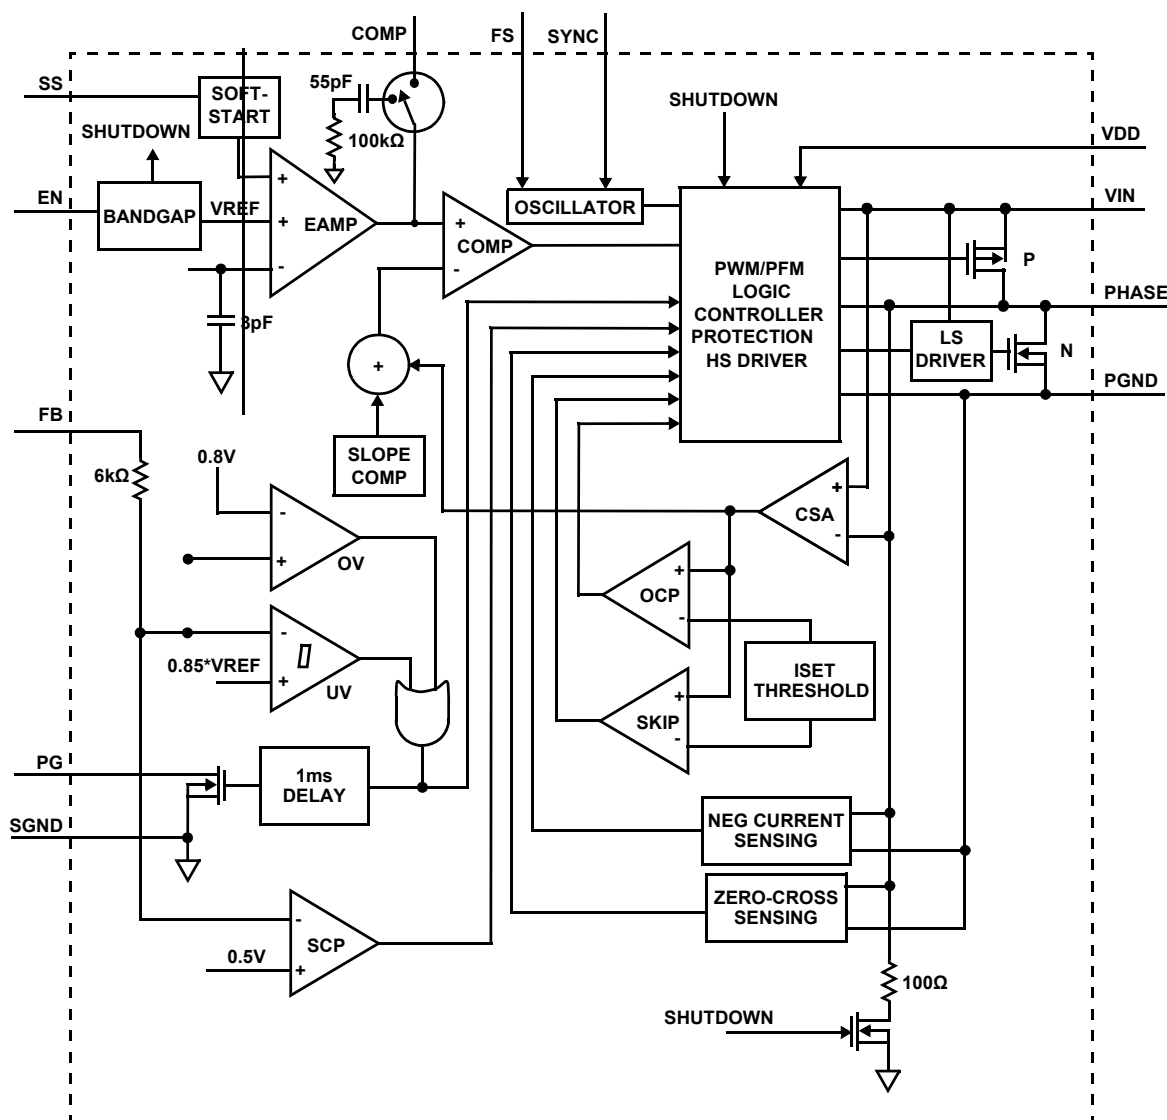 COMP
FS
SYNC
SS
SOFT-
START
55pF
100kΩ
SHUTDOWN
SHUTDOWN
VDD
EN
BANDGAP
VREF
+
+
-
EAMP
3pF
+
-
COMP
OSCILLATOR
PWM/PFM
LOGIC
CONTROLLER
PROTECTION
HS DRIVER
VIN
P
PHASE
LS
DRIVER
N
PGND
+
SLOPE
COMP
FB
6kΩ
0.8V
-
+
OV
-
+
0.85*VREF
UV
+
-
CSA
+
-
OCP
ISET
THRESHOLD
+
-
SKIP
PG
1ms
DELAY
SGND
NEG CURRENT
SENSING
ZERO-CROSS
SENSING
-
+
SCP
0.5V
100Ω
SHUTDOWN